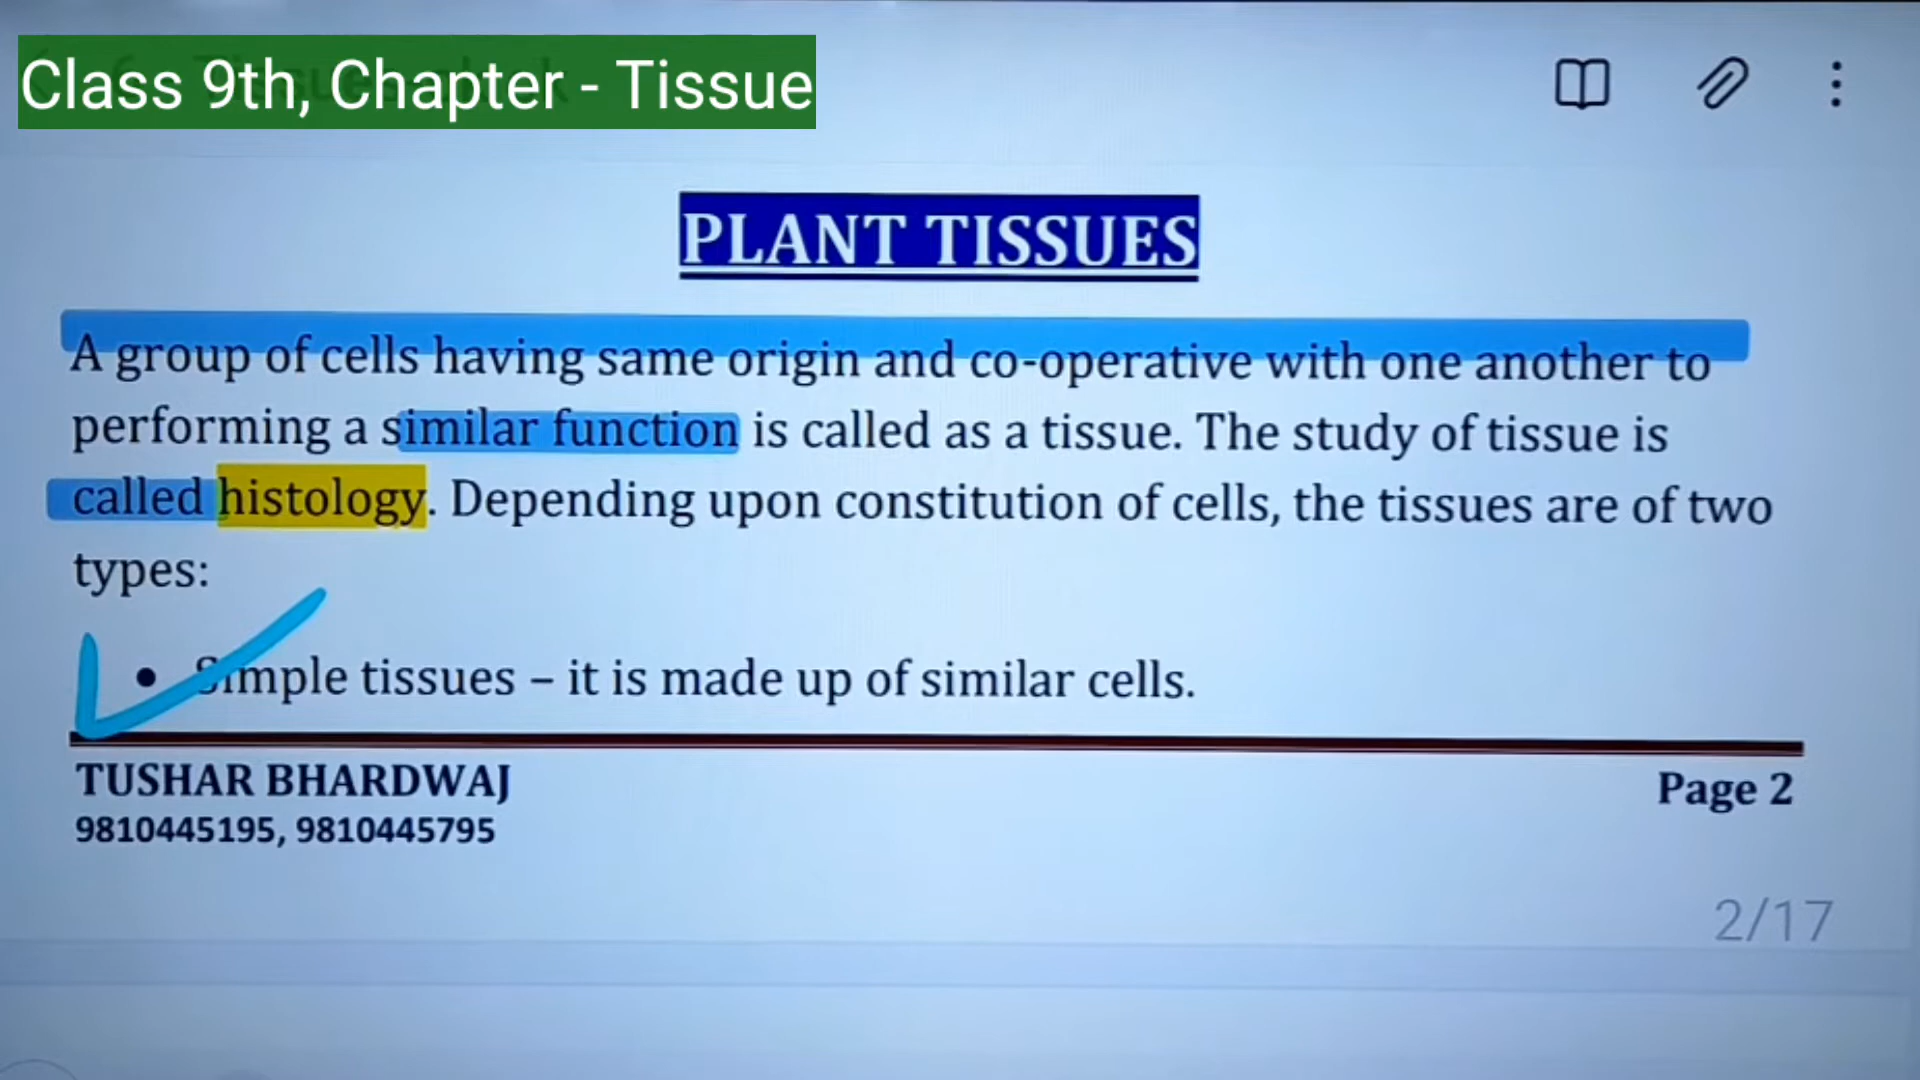 Class 9th, Chapter - Tissue
PLANT TISSUES
A group of cells having same origin and co-operative with one another to
performing a similar function is called as a tissue. The study of tissue is
called histology. Depending upon constitution of cells, the tissues are of two
types:
• Simple tissues – it is made up of similar cells.
TUSHAR BHARDWAJ
Page 2
9810445195, 9810445795
2/17